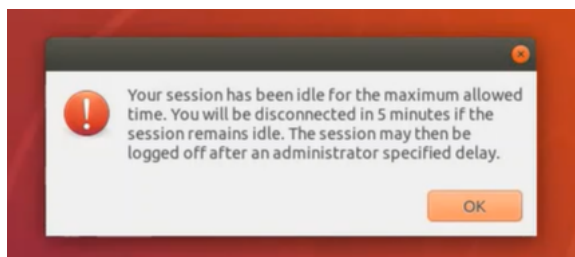 Your session has been idle for the maximum allowed
time. You will be disconnected in 5 minutes if the
session remains idle. The session may then be
logged off after an administrator specified delay.
OK